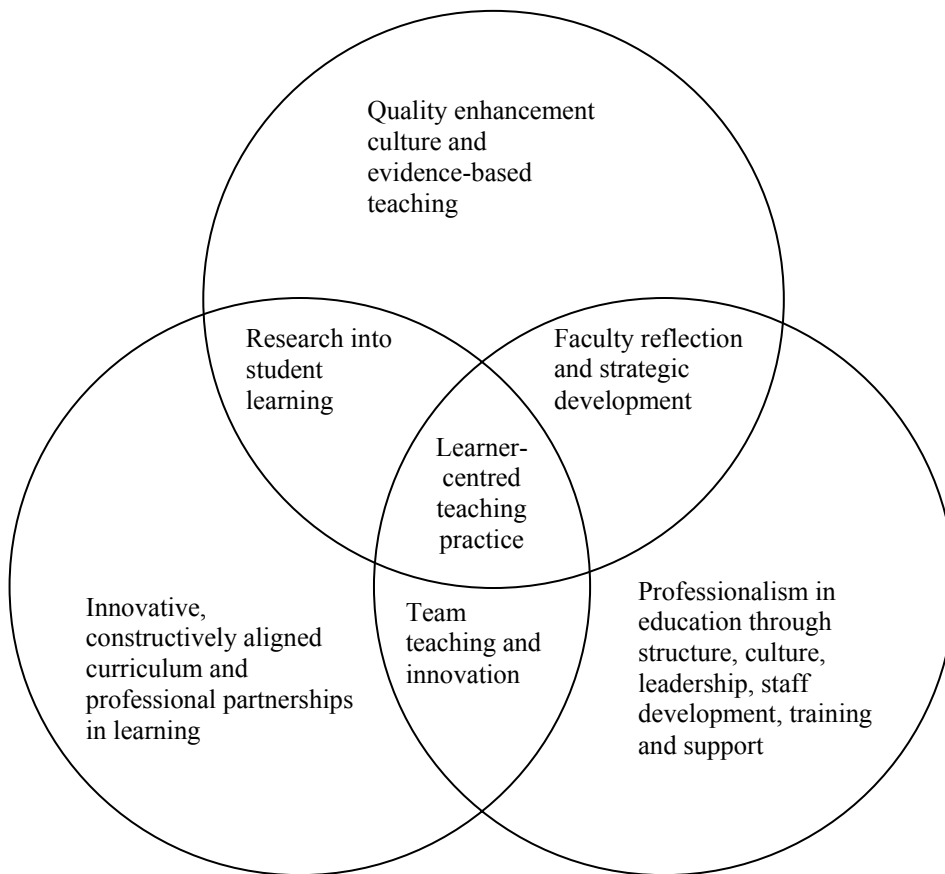 Quality enhancement
culture and
evidence-based
teaching
Research into
student
learning
Faculty reflection
and strategic
development
Learner-
centred
teaching
practice
Innovative,
constructively aligned
curriculum and
professional partnerships
in learning
Team
teaching and
innovation
Professionalism in
education through
structure, culture,
leadership, staff
development, training
and support